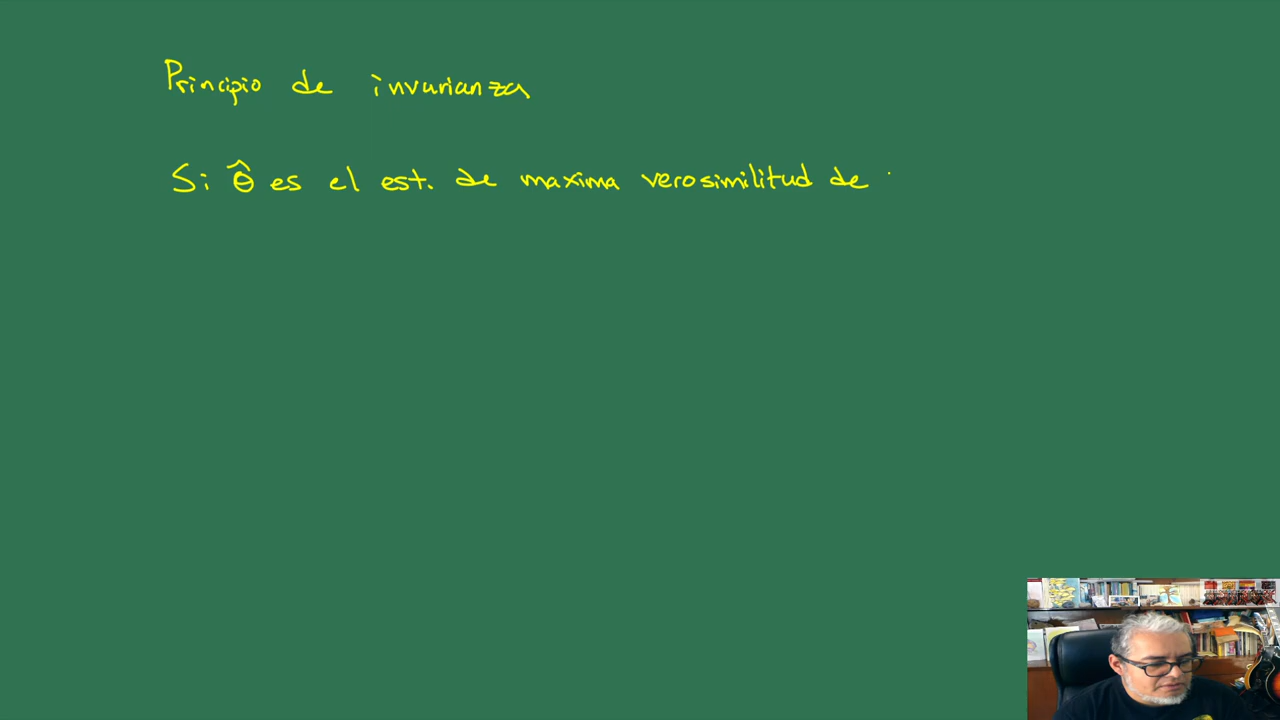 Principio de invarianza
Si θ̂ es el est. de maxima verosimilitud de